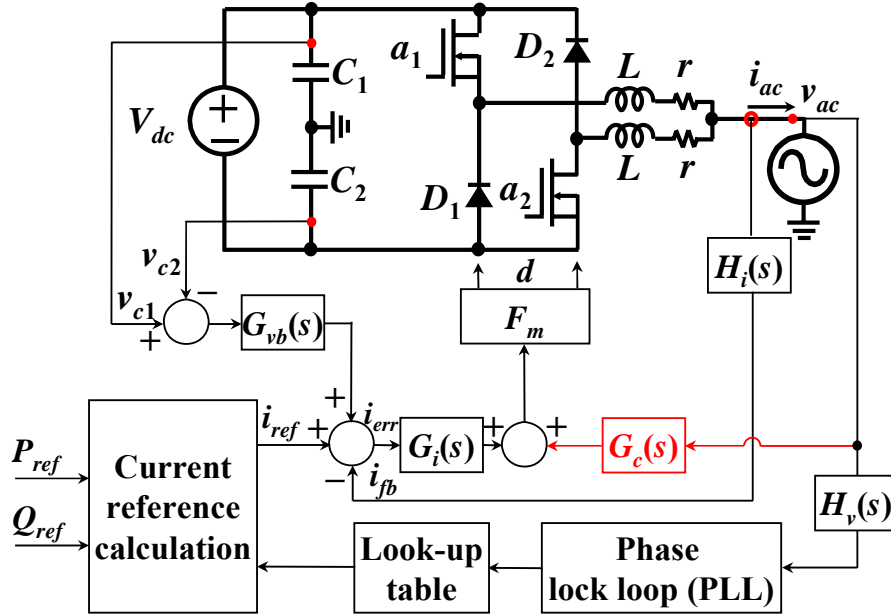 a1
D2
L
r
iac
vac
Vdc
C1
C2
L
r
D1
a2
vc2
vc1
−
+
Gvb(s)
d
Fm
Hi(s)
+
iref
+
ierr
Gi(s)
+
+
Gc(s)
−
ifb
Pref
Qref
Current
reference
calculation
Look-up
table
Phase
lock loop (PLL)
Hv(s)